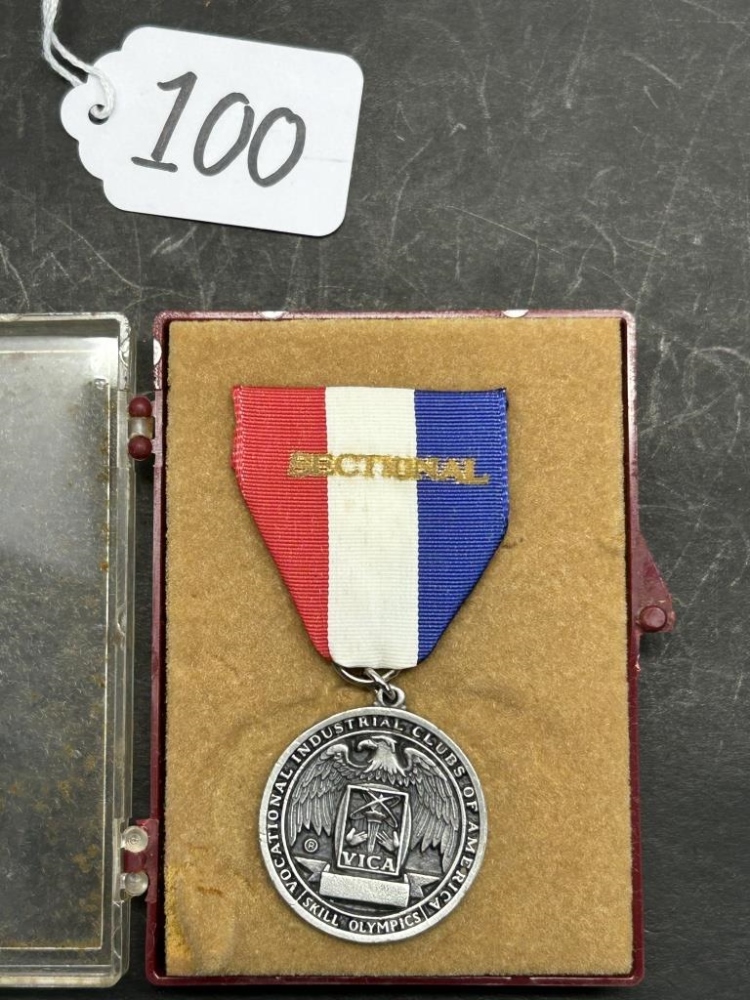 100
SECTIONAL
VOCATIONAL INDUSTRIAL CLUBS OF AMERICA
®
VICA
SKILL OLYMPICS